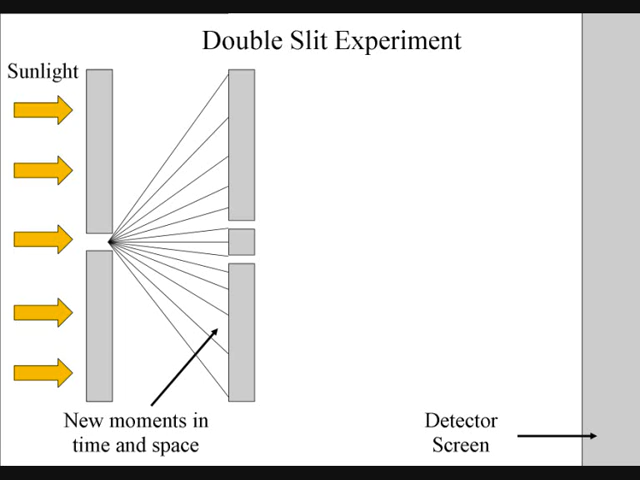 Double Slit Experiment
Sunlight
New moments in
time and space
Detector
Screen